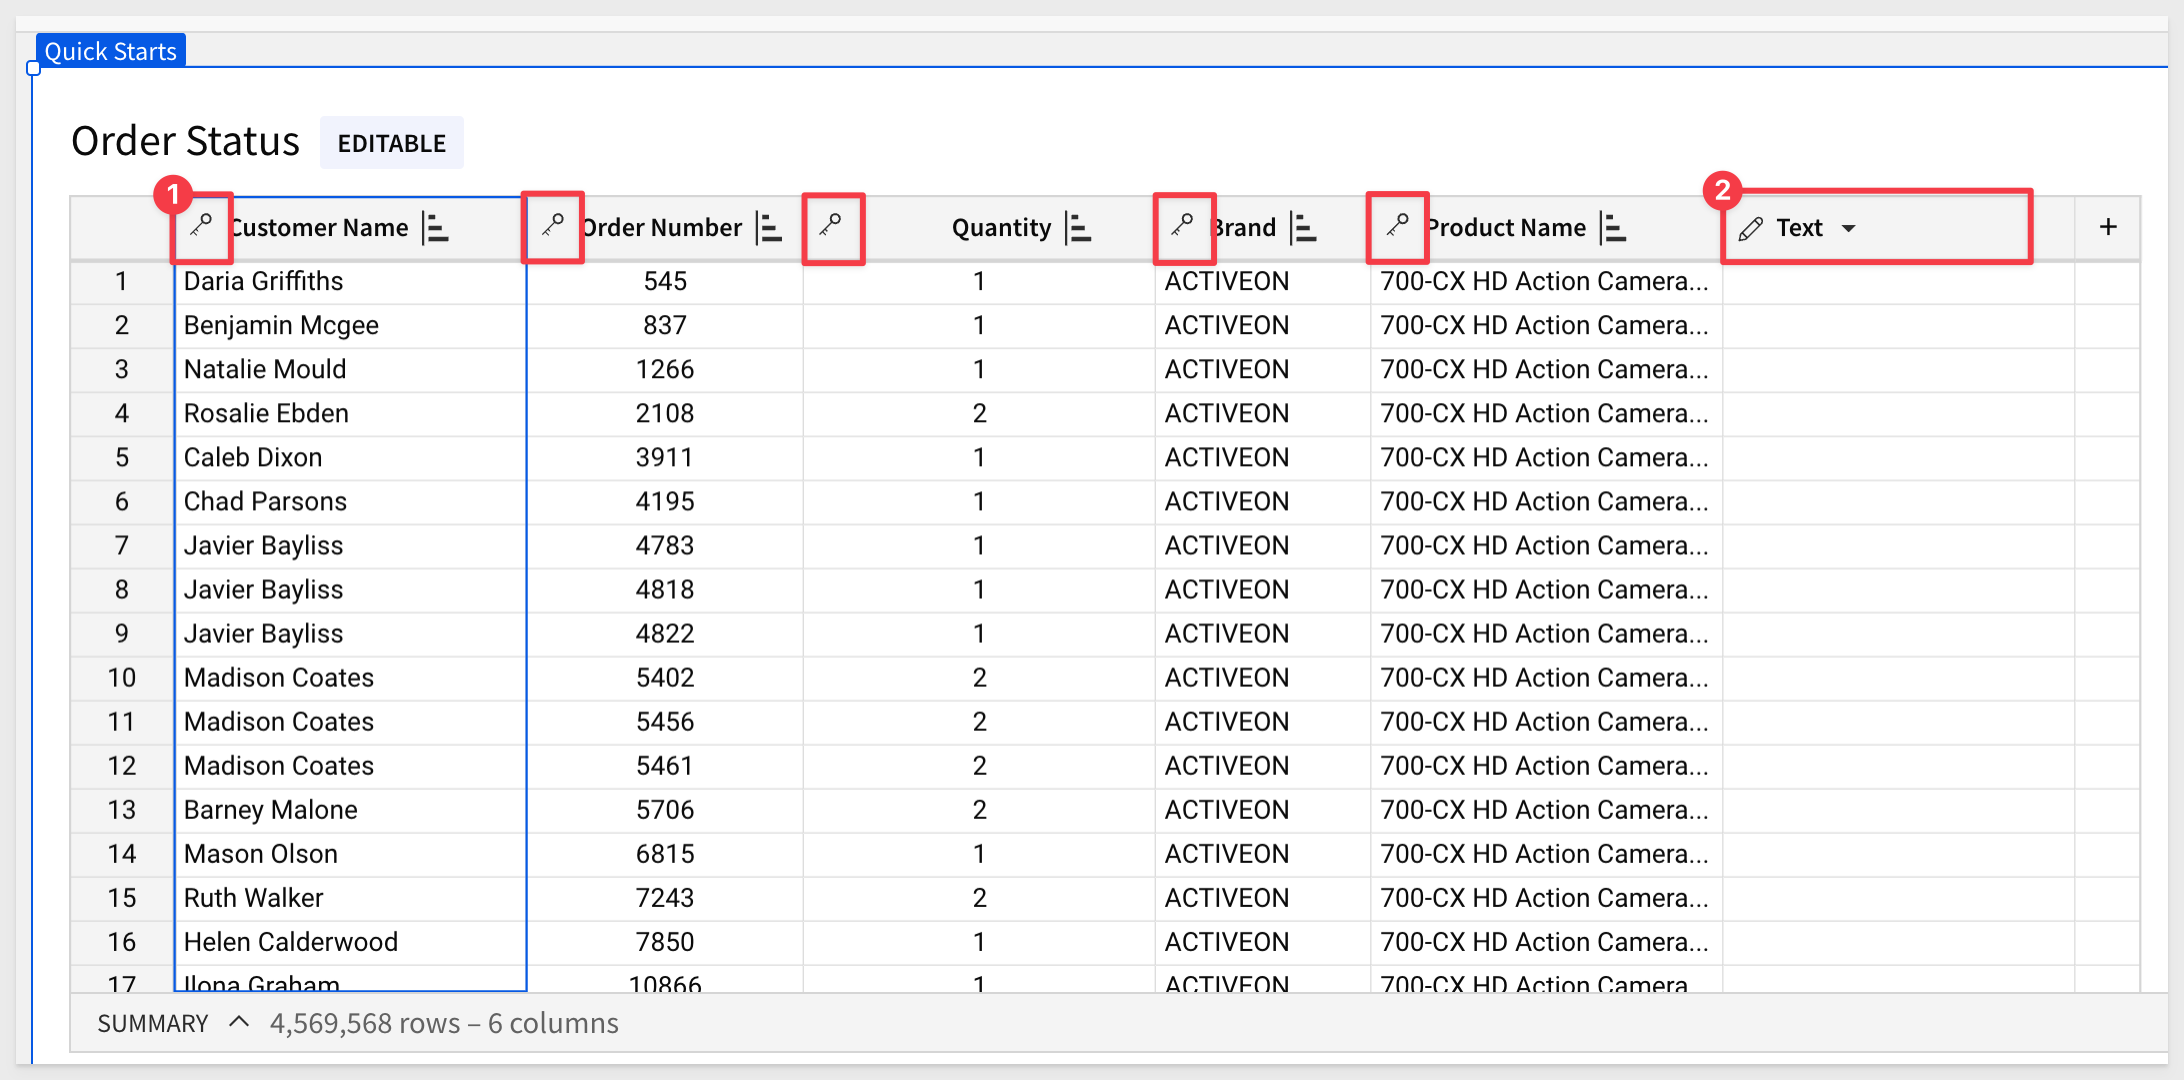 Quick Starts
Order Status EDITABLE
1 2
Customer Name Order Number Quantity Brand Product Name Text +
1 Daria Griffiths 545 1 ACTIVEON 700-CX HD Action Camera...
2 Benjamin Mcgee 837 1 ACTIVEON 700-CX HD Action Camera...
3 Natalie Mould 1266 1 ACTIVEON 700-CX HD Action Camera...
4 Rosalie Ebden 2108 2 ACTIVEON 700-CX HD Action Camera...
5 Caleb Dixon 3911 1 ACTIVEON 700-CX HD Action Camera...
6 Chad Parsons 4195 1 ACTIVEON 700-CX HD Action Camera...
7 Javier Bayliss 4783 1 ACTIVEON 700-CX HD Action Camera...
8 Javier Bayliss 4818 1 ACTIVEON 700-CX HD Action Camera...
9 Javier Bayliss 4822 1 ACTIVEON 700-CX HD Action Camera...
10 Madison Coates 5402 2 ACTIVEON 700-CX HD Action Camera...
11 Madison Coates 5456 2 ACTIVEON 700-CX HD Action Camera...
12 Madison Coates 5461 2 ACTIVEON 700-CX HD Action Camera...
13 Barney Malone 5706 2 ACTIVEON 700-CX HD Action Camera...
14 Mason Olson 6815 1 ACTIVEON 700-CX HD Action Camera...
15 Ruth Walker 7243 2 ACTIVEON 700-CX HD Action Camera...
16 Helen Calderwood 7850 1 ACTIVEON 700-CX HD Action Camera...
17 Ilona Graham 10866 1 ACTIVEON 700-CX HD Action Camera
SUMMARY 4,569,568 rows – 6 columns